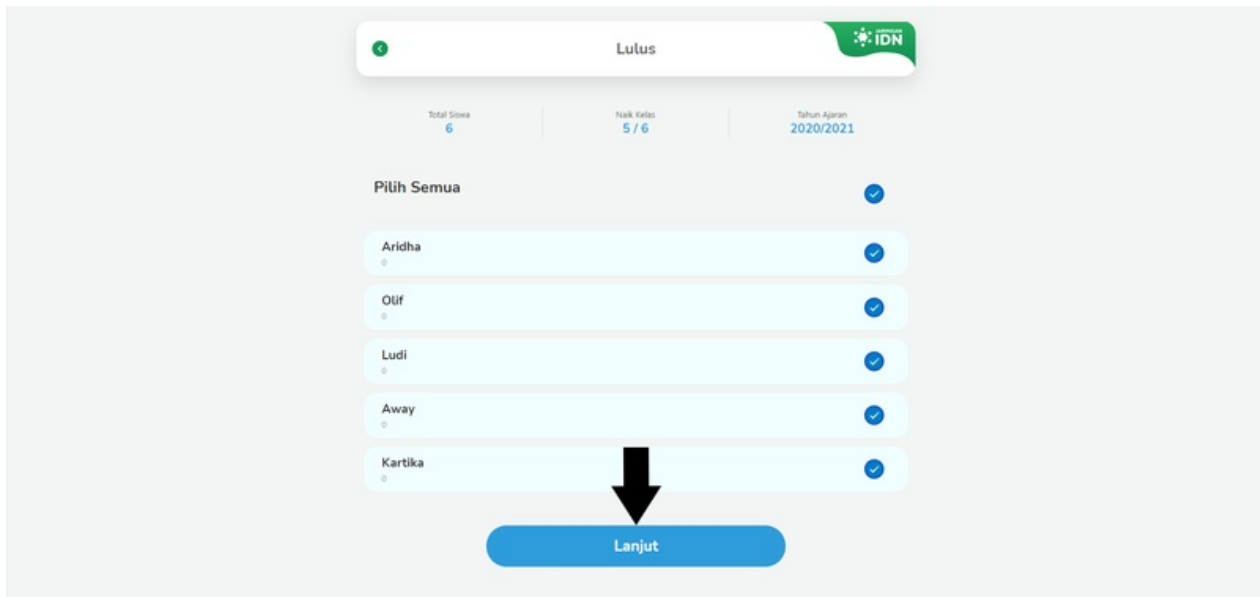 Lulus
JARINGAN
IDN
Total Siswa
6
Naik Kelas
5 / 6
Tahun Ajaran
2020/2021
Pilih Semua
Aridha
0
Olif
0
Ludi
0
Away
0
Kartika
0
Lanjut